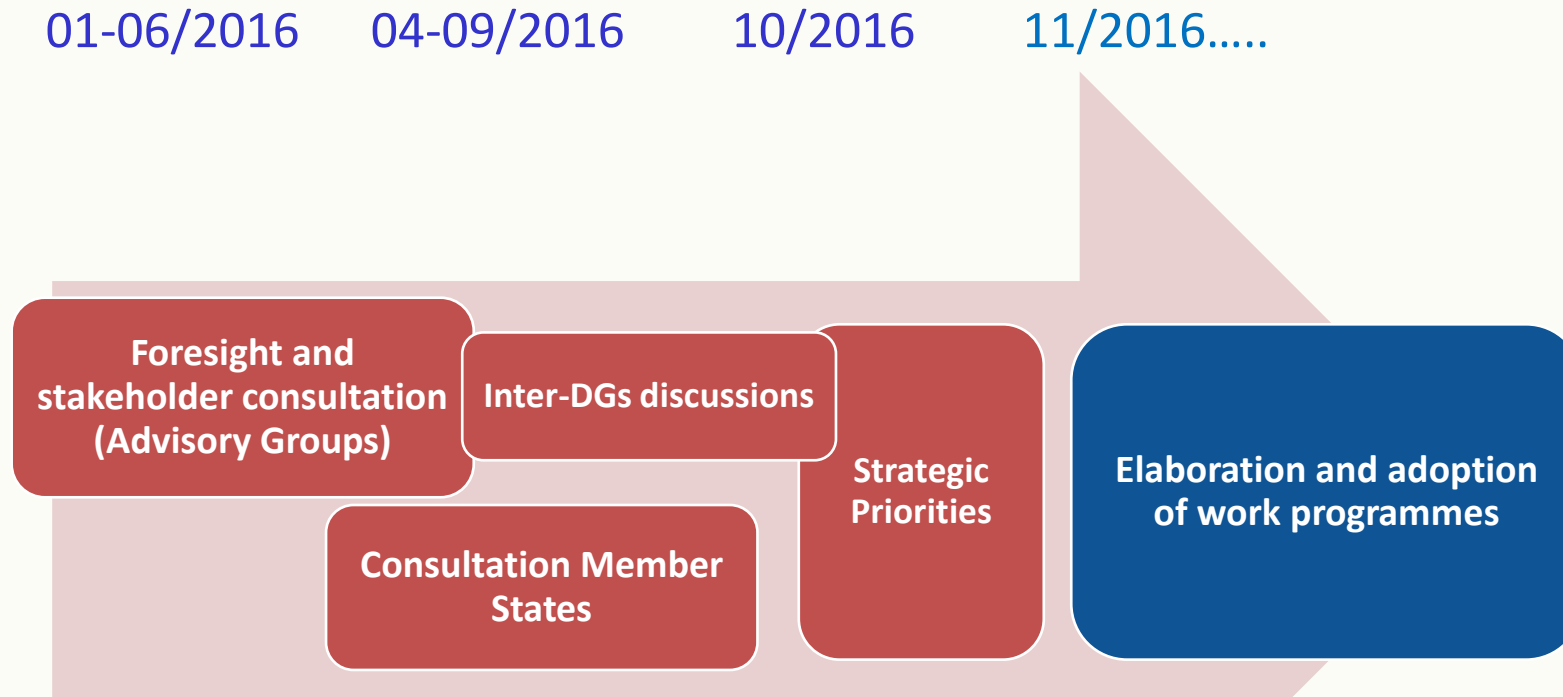 01-06/2016 04-09/2016 10/2016 11/2016.....
Foresight and
stakeholder consultation
(Advisory Groups)
Inter-DGs discussions
Consultation Member
States
Strategic
Priorities
Elaboration and adoption
of work programmes